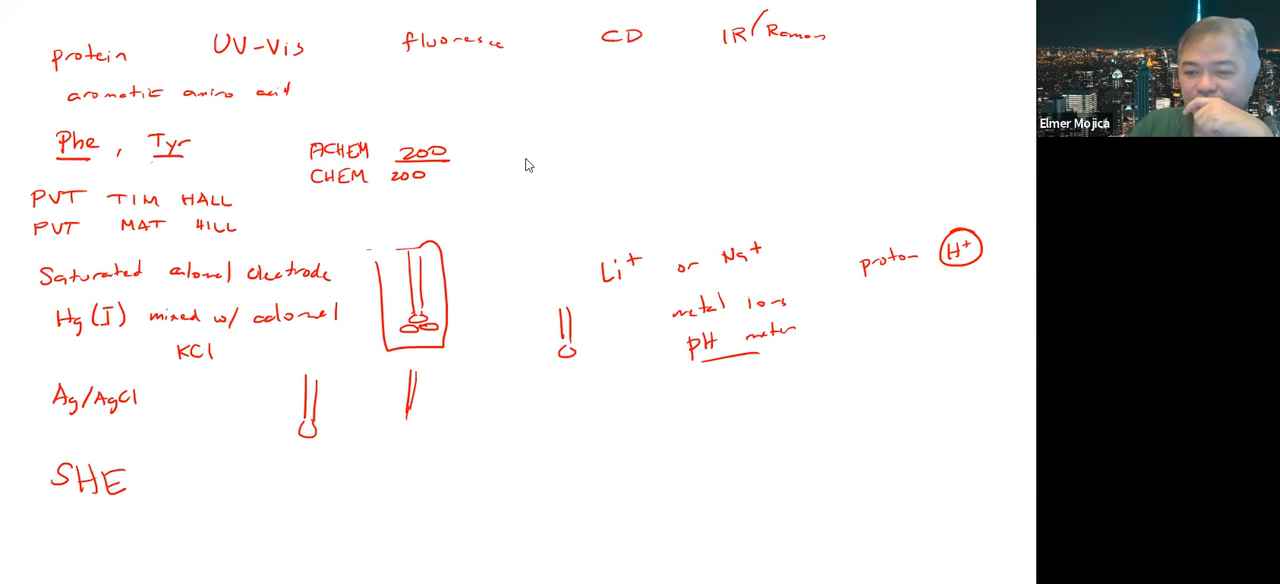 protein UV-Vis fluoresce CD IR/Raman
aromatic amino acid
Phe, Tyr
ACHEM 200
CHEM 200
PVT TIM HALL
PVT MAT HILL
Saturated calomel electrode
Hg(I) mixed w/ calomel
KCl
Ag/AgCl
SHE
Li+ or Na+
metal ions
pH meter
proton H+
Elmer Mojica